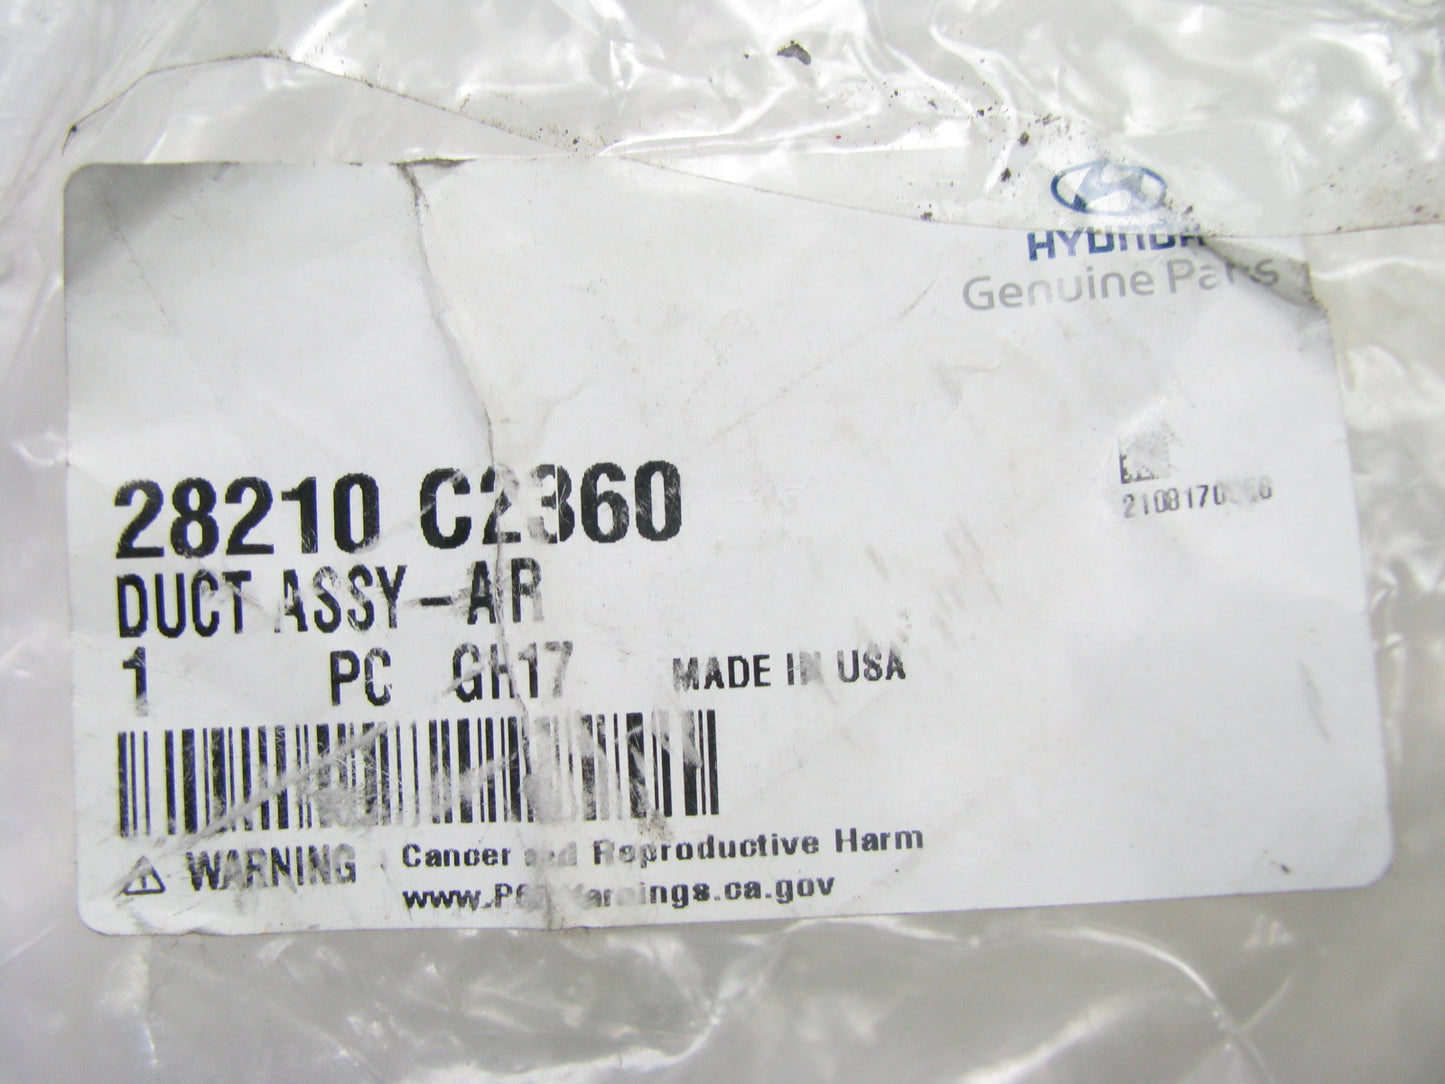 HYUNDAI
Genuine Parts
28210 C2360
DUCT ASSY-AIR
1 PC MADE IN USA
WARNING : Cancer and Reproductive Harm
www.P65Warnings.ca.gov